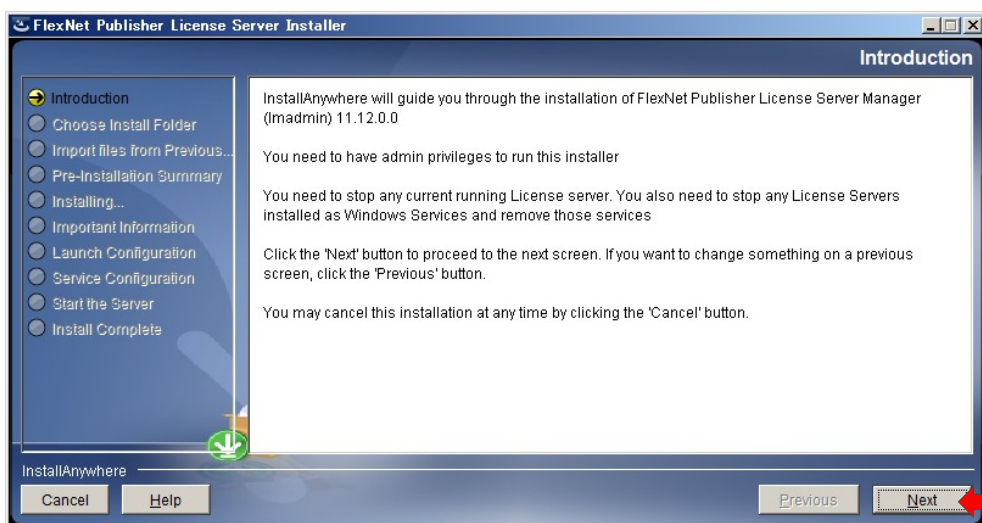 FlexNet Publisher License Server Installer
Introduction
Introduction
Choose Install Folder
Import files from Previous...
Pre-Installation Summary
Installing...
Important Information
Launch Configuration
Service Configuration
Start the Server
Install Complete
InstallAnywhere will guide you through the installation of FlexNet Publisher License Server Manager
(lmadmin) 11.12.0.0
You need to have admin privileges to run this installer
You need to stop any current running License server. You also need to stop any License Servers
installed as Windows Services and remove those services
Click the 'Next' button to proceed to the next screen. If you want to change something on a previous
screen, click the 'Previous' button.
You may cancel this installation at any time by clicking the 'Cancel' button.
InstallAnywhere
Cancel Help Previous Next